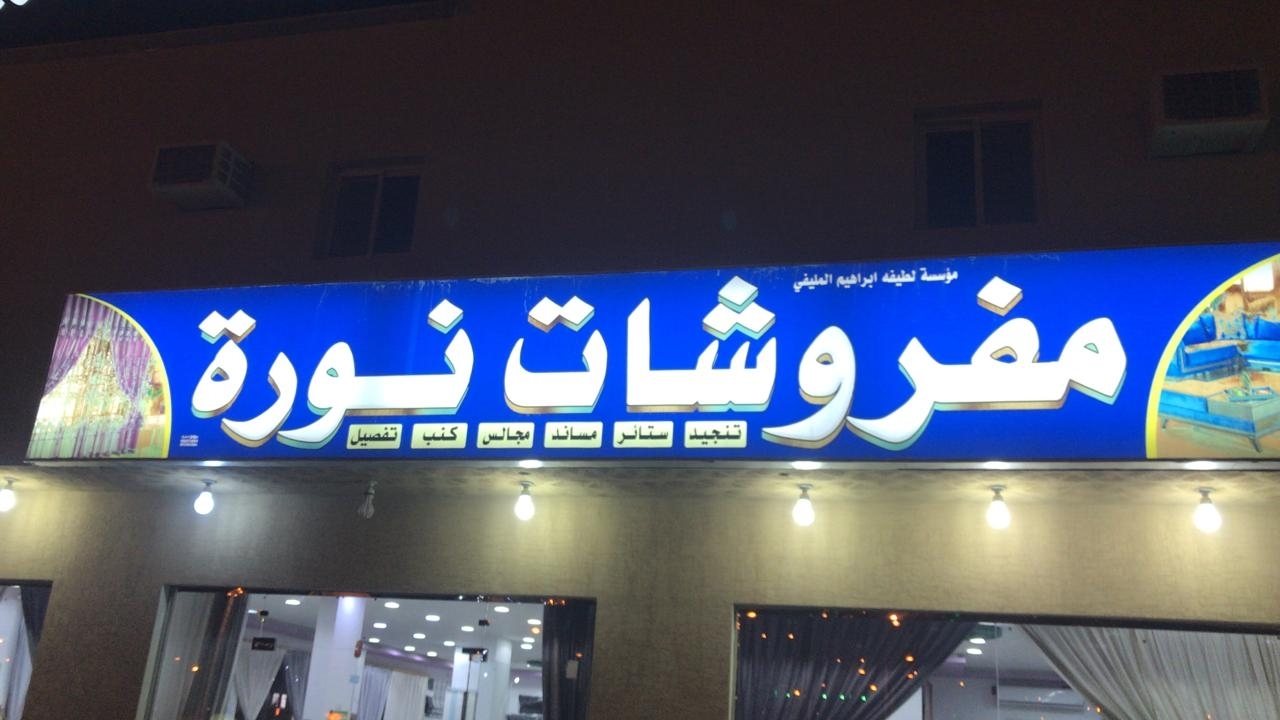 مؤسسة لطيفه ابراهيم المليفي
مفروشات نورة
تنجيد ستائر مساند مجالس كنب تفصيل